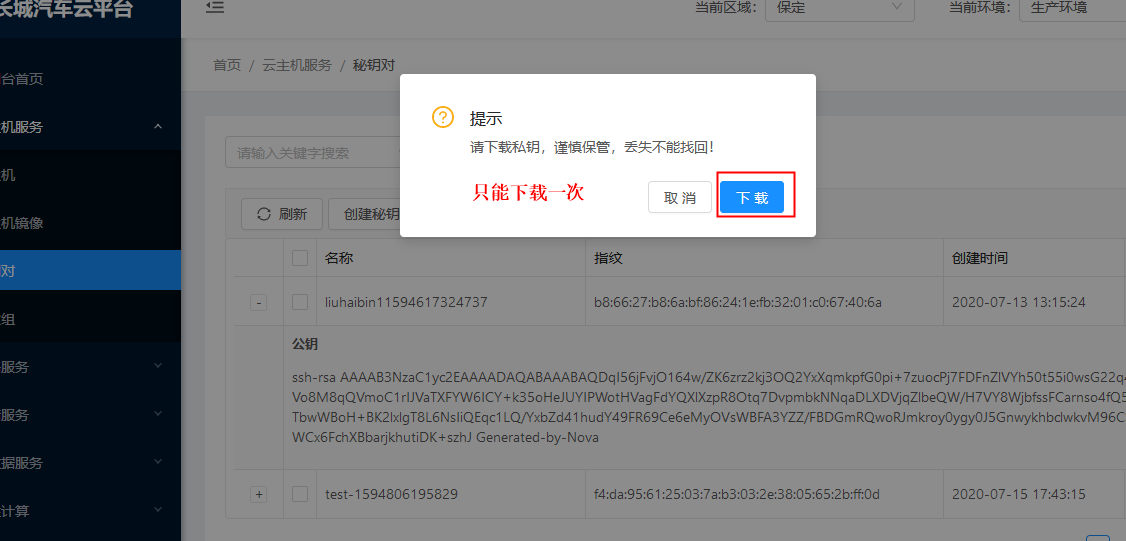 长城汽车云平台
当前区域： 保定 当前环境： 生产环境
首页 / 云主机服务 / 秘钥对
台首页
机服务
机
机镜像
对
组
服务
服务
据服务
计算
提示
请下载私钥，谨慎保管，丢失不能找回！
只能下载一次
取 消 下 载
请输入关键字搜索
刷新 创建秘钥
名称 指纹 创建时间
- liuhaibin11594617324737 b8:66:27:b8:6a:bf:86:24:1e:fb:32:01:c0:67:40:6a 2020-07-13 13:15:24
公钥
ssh-rsa AAAAB3NzaC1yc2EAAAADAQABAAABAQDqI56jFvjO164w/ZK6zrz2kj3OQ2YxXqmkpfG0pi+7zuocPj7FDFnZlVYh50t55i0wsG22q4
Vo8M8qQVmoC1rIJVaTXFYW6ICY+k35oHeJUYIPWotHVagFdYQXlXzpR8Otq7DvpmbkNNqaDLXDVjqZlbeQW/H7VY8WjbfssFCarnso4fQ5
TbwWBoH+BK2lxlgT8L6NsIiQEqc1LQ/YxbZd41hudY49FR69Ce6eMyOVsWBFA3YZZ/FBDGmRQwoRJmkroy0ygy0J5Gnwykhbclwkv M96C
WCx6FchXBbarjkhutiDK+szhJ Generated-by-Nova
+ test-1594806195829 f4:da:95:61:25:03:7a:b3:03:2e:38:05:65:2b:ff:0d 2020-07-15 17:43:15